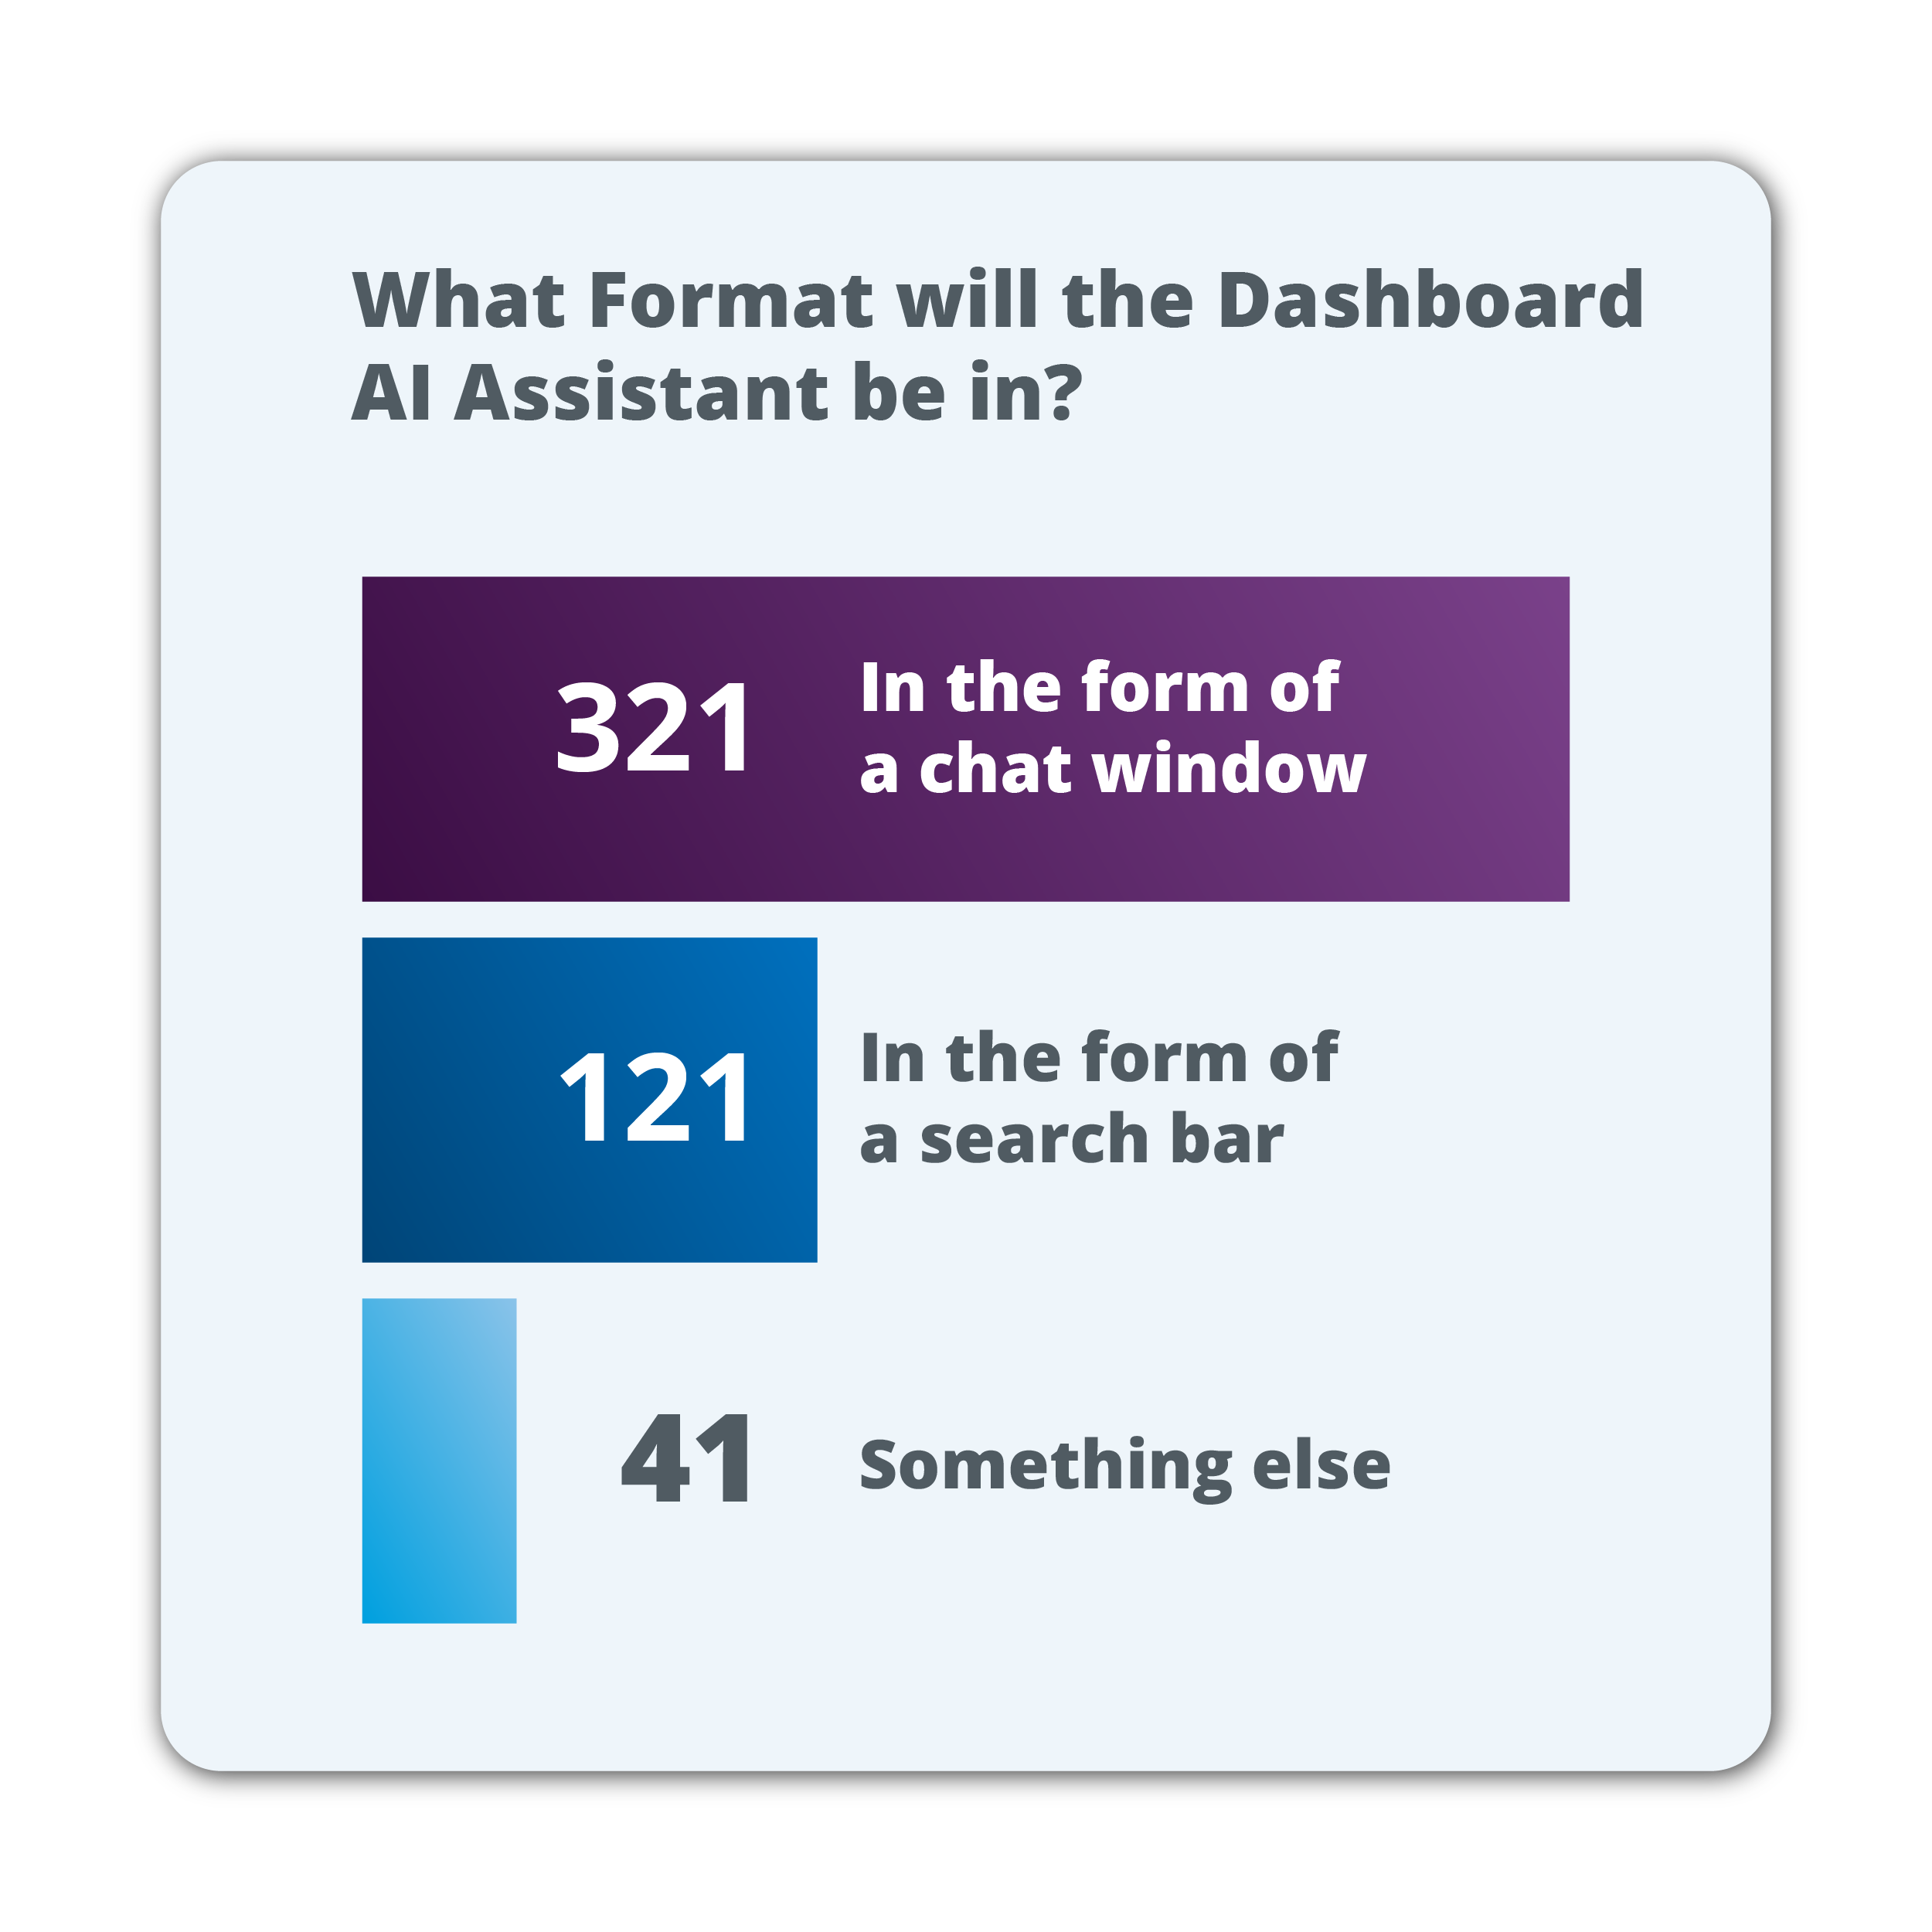 What Format will the Dashboard
AI Assistant be in?
321
In the form of
a chat window
121
In the form of
a search bar
41
Something else